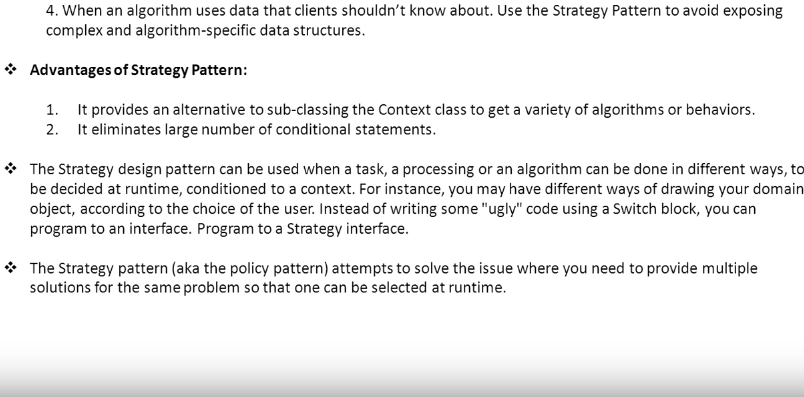 4. When an algorithm uses data that clients shouldn't know about. Use the Strategy Pattern to avoid exposing
complex and algorithm-specific data structures.
❖ Advantages of Strategy Pattern:
1. It provides an alternative to sub-classing the Context class to get a variety of algorithms or behaviors.
2. It eliminates large number of conditional statements.
❖ The Strategy design pattern can be used when a task, a processing or an algorithm can be done in different ways, to
be decided at runtime, conditioned to a context. For instance, you may have different ways of drawing your domain
object, according to the choice of the user. Instead of writing some "ugly" code using a Switch block, you can
program to an interface. Program to a Strategy interface.
❖ The Strategy pattern (aka the policy pattern) attempts to solve the issue where you need to provide multiple
solutions for the same problem so that one can be selected at runtime.